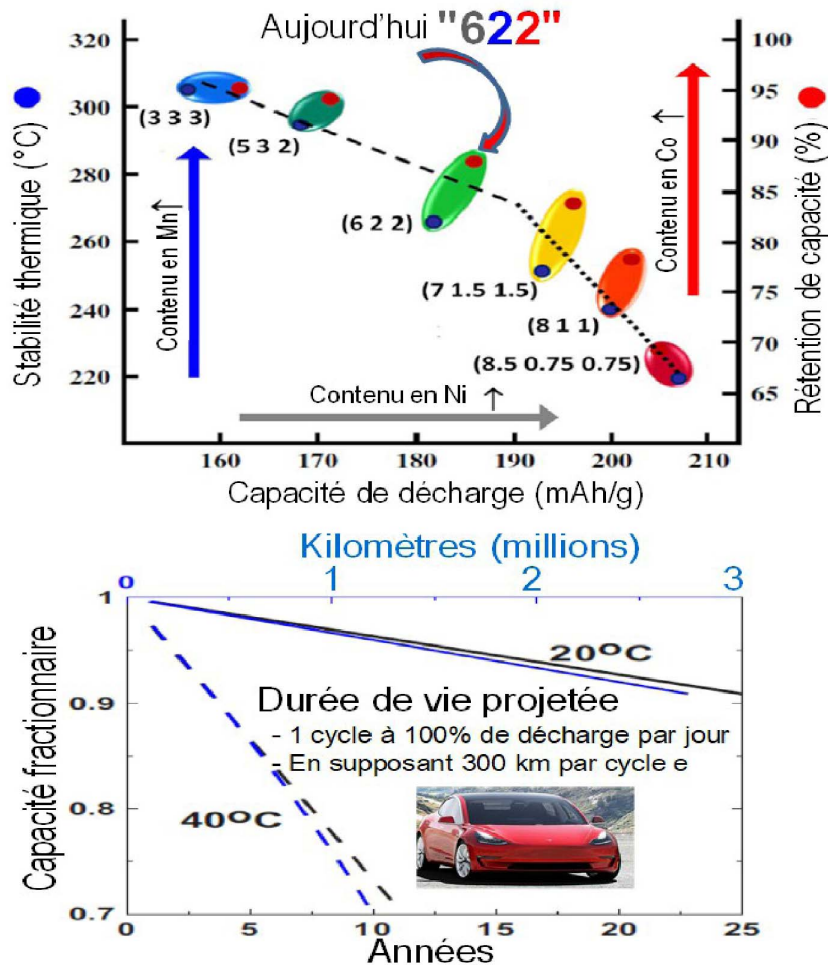 Aujourd'hui "622"
320
300
280
260
240
220
Stabilité thermique (°C)
Contenu en Mn↑
(3 3 3)
(5 3 2)
(6 2 2)
(7 1.5 1.5)
(8 1 1)
(8.5 0.75 0.75)
Contenu en Ni ↑
Contenu en Co ↑
100
95
90
85
80
75
70
65
Rètention de capacité (%)
160
170
180
190
200
210
Capacité de décharge (mAh/g)
Kilomètres (millions)
0
1
2
3
1
0.9
0.8
0.7
Capacité fractionnaire
20ºC
Durée de vie projetée
- 1 cycle à 100% de décharge par jour
- En supposant 300 km par cycle e
40ºC
0
5
10
15
20
25
Années